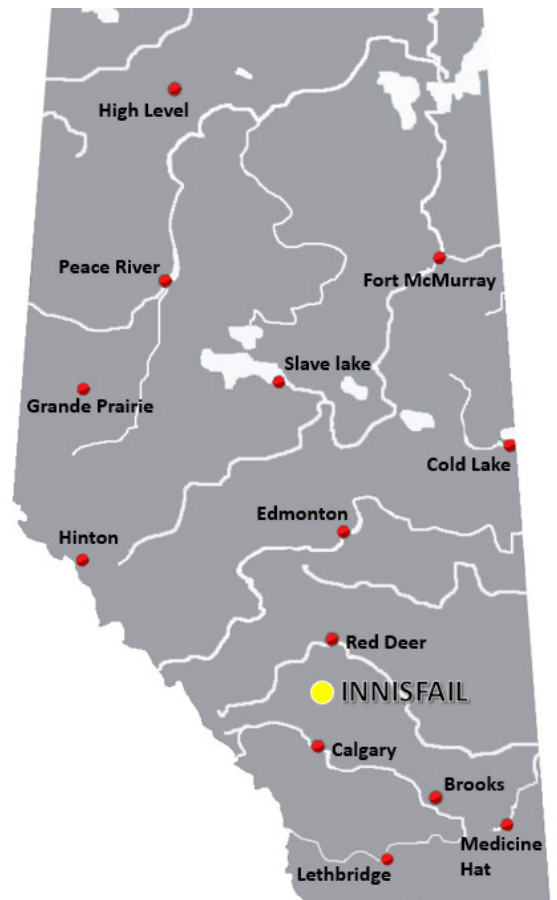 High Level
Peace River
Fort McMurray
Slave lake
Grande Prairie
Cold Lake
Edmonton
Hinton
Red Deer
INNISFAIL
Calgary
Brooks
Medicine
Hat
Lethbridge